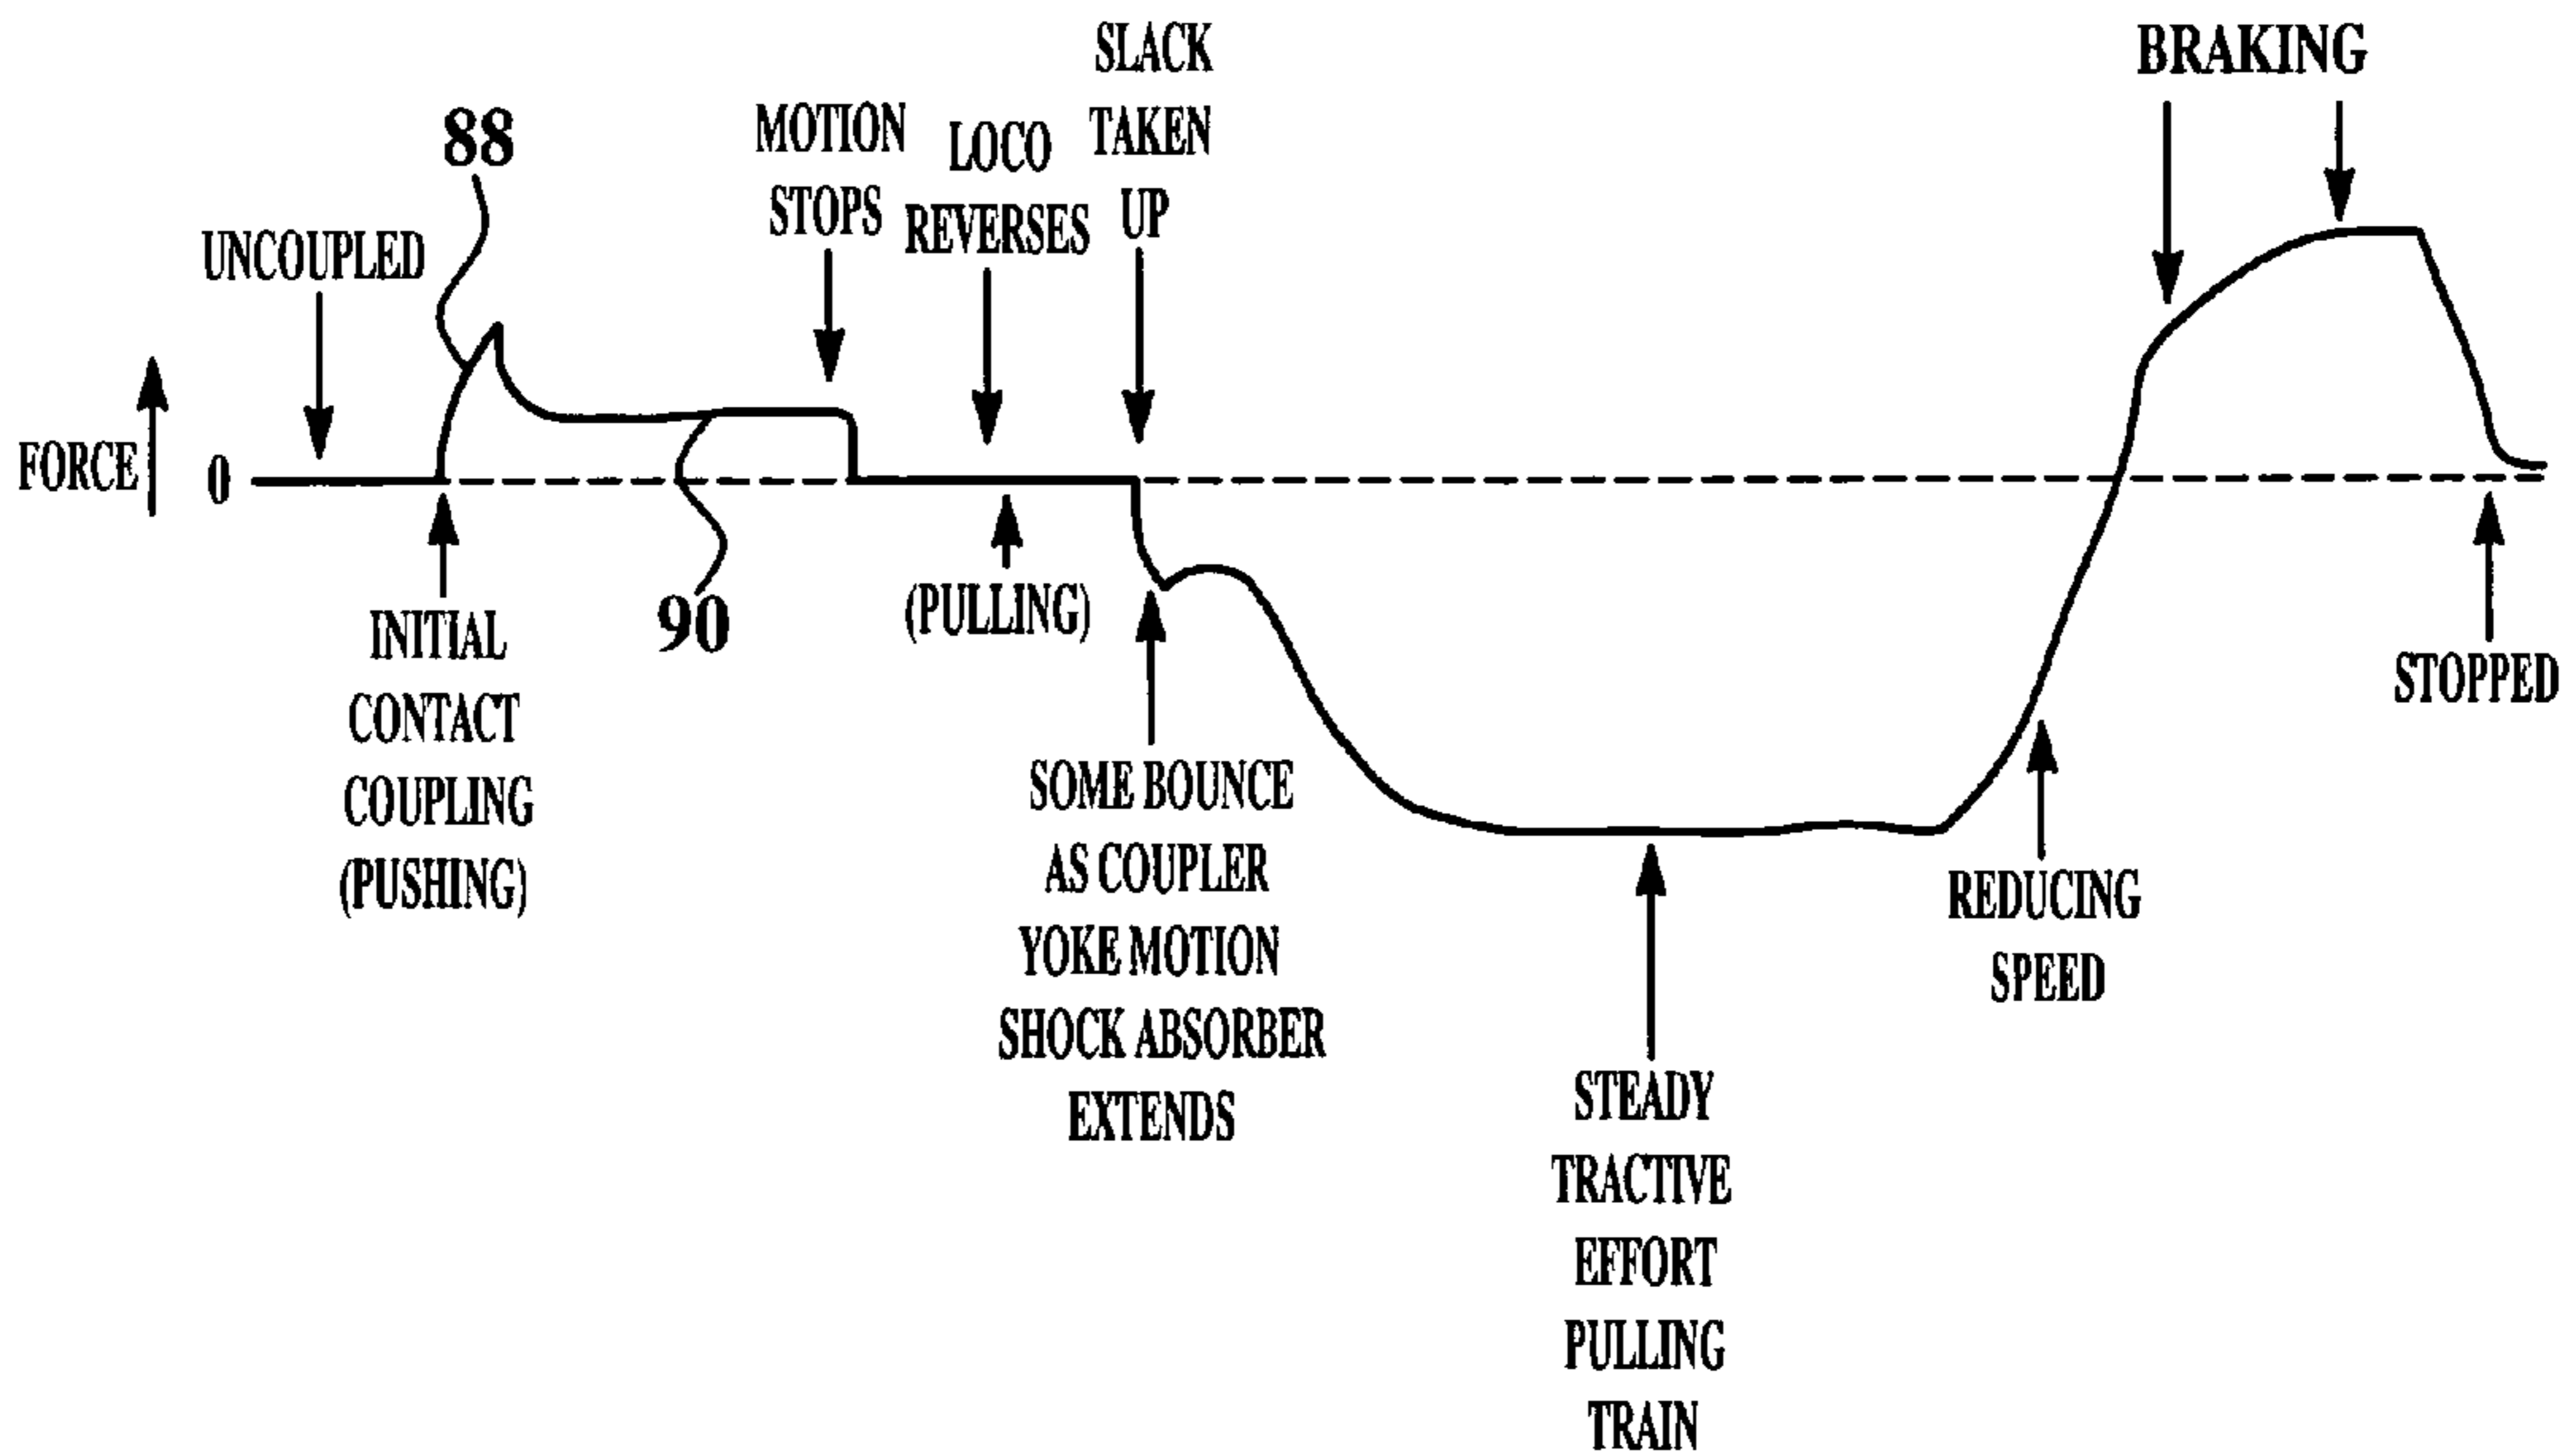 SLACK
TAKEN
UP
BRAKING
88
MOTION
STOPS
LOCO
REVERSES
UNCOUPLED
FORCE
0
INITIAL
CONTACT
COUPLING
(PUSHING)
90
(PULLING)
STOPPED
SOME BOUNCE
AS COUPLER
YOKE MOTION
SHOCK ABSORBER
EXTENDS
REDUCING
SPEED
STEADY
TRACTIVE
EFFORT
PULLING
TRAIN